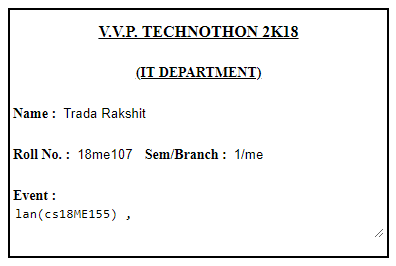 V.V.P. TECHNOTHON 2K18
(IT DEPARTMENT)
Name : Trada Rakshit
Roll No. : 18me107 Sem/Branch : 1/me
Event :
lan(cs18ME155) ,